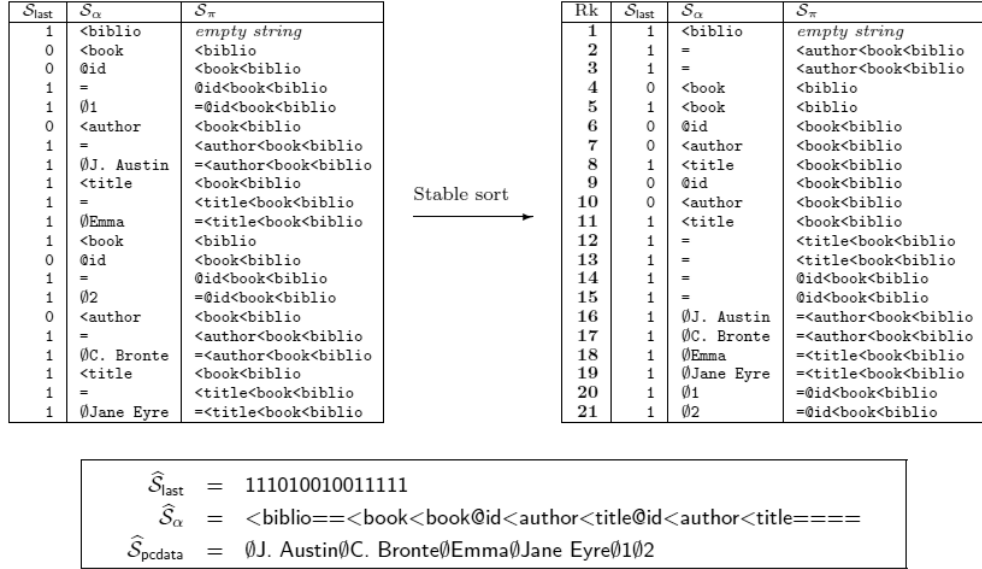 S_last S_α S_π
1 <biblio empty string
0 <book <biblio
0 @id <book<biblio
1 = @id<book<biblio
1 ∅1 =@id<book<biblio
0 <author <book<biblio
1 = <author<book<biblio
1 ∅J. Austin =<author<book<biblio
1 <title <book<biblio
1 = <title<book<biblio
1 ∅Emma =<title<book<biblio
1 <book <biblio
0 @id <book<biblio
1 = @id<book<biblio
1 ∅2 =@id<book<biblio
0 <author <book<biblio
1 = <author<book<biblio
1 ∅C. Bronte =<author<book<biblio
1 <title <book<biblio
1 = <title<book<biblio
1 ∅Jane Eyre =<title<book<biblio
Stable sort
Rk S_last S_α S_π
1 1 <biblio empty string
2 1 = <author<book<biblio
3 1 = <author<book<biblio
4 0 <book <biblio
5 1 <book <biblio
6 0 @id <book<biblio
7 0 <author <book<biblio
8 1 <title <book<biblio
9 0 @id <book<biblio
10 0 <author <book<biblio
11 1 <title <book<biblio
12 1 = <title<book<biblio
13 1 = <title<book<biblio
14 1 = @id<book<biblio
15 1 = @id<book<biblio
16 1 ∅J. Austin =<author<book<biblio
17 1 ∅C. Bronte =<author<book<biblio
18 1 ∅Emma =<title<book<biblio
19 1 ∅Jane Eyre =<title<book<biblio
20 1 ∅1 =@id<book<biblio
21 1 ∅2 =@id<book<biblio
Ŝ_last = 111010010011111
Ŝ_α = <biblio==<book<book@id<author<title@id<author<title====
Ŝ_pcdata = ∅J. Austin∅C. Bronte∅Emma∅Jane Eyre∅1∅2